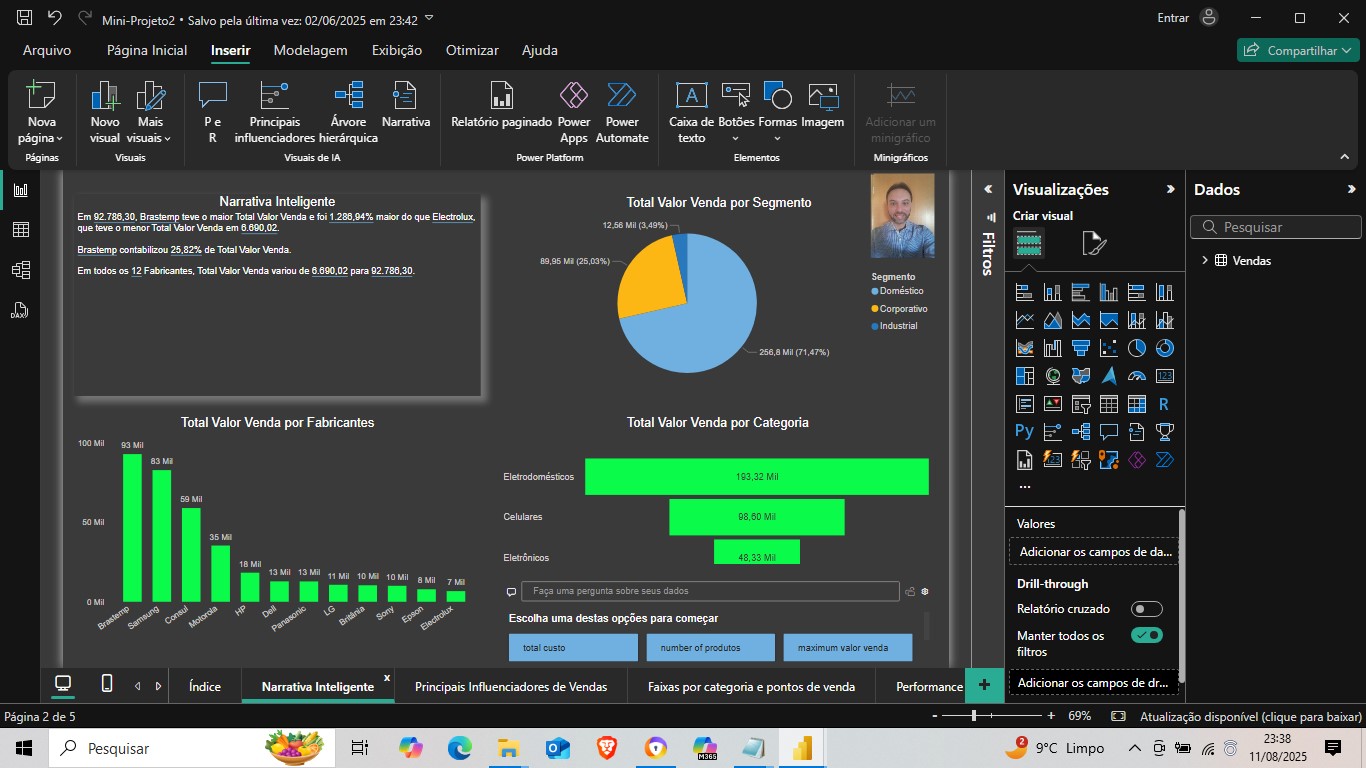 Mini-Projeto2 • Salvo pela última vez: 02/06/2025 em 23:42
Entrar
Arquivo
Página Inicial
Inserir
Modelagem
Exibição
Otimizar
Ajuda
Compartilhar
Nova página
Novo visual
Mais visuais
P e R
Principais influenciadores
Árvore hierárquica
Narrativa
Relatório paginado
Power Apps
Power Automate
Caixa de texto
Botões
Formas
Imagem
Adicionar um minigráfico
Páginas
Visuais
Visuais de IA
Power Platform
Elementos
Minigráficos
Narrativa Inteligente
Em 92.786,30, Brastemp teve o maior Total Valor Venda e foi 1.286,94% maior do que Electrolux,
que teve o menor Total Valor Venda em 6.690,02.
Brastemp contabilizou 25,82% de Total Valor Venda.
Em todos os 12 Fabricantes, Total Valor Venda variou de 6.690,02 para 92.786,30.
Total Valor Venda por Segmento
12,56 Mil (3,49%)
89,95 Mil (25,03%)
256,8 Mil (71,47%)
Segmento
Doméstico
Corporativo
Industrial
Total Valor Venda por Fabricantes
100 Mil
50 Mil
0 Mil
93 Mil
83 Mil
59 Mil
35 Mil
18 Mil
13 Mil
13 Mil
11 Mil
10 Mil
10 Mil
8 Mil
7 Mil
Brastemp
Samsung
Consul
Motorola
HP
Dell
Panasonic
LG
Britânia
Sony
Epson
Electrolux
Total Valor Venda por Categoria
Eletrodomésticos
193,32 Mil
Celulares
98,60 Mil
Eletrônicos
48,33 Mil
Faça uma pergunta sobre seus dados
Escolha uma destas opções para começar
total custo
number of produtos
maximum valor venda
Filtros
Visualizações
Criar visual
123
R
Py
123
...
Valores
Adicionar os campos de da...
Drill-through
Relatório cruzado
Manter todos os
filtros
Adicionar os campos de dr...
Dados
Pesquisar
Vendas
DAX
Índice
Narrativa Inteligente
x
Principais Influenciadores de Vendas
Faixas por categoria e pontos de venda
Performance
+
Página 2 de 5
- + 69%
Atualização disponível (clique para baixar)
Pesquisar
M365
2
9°C Limpo
23:38
11/08/2025